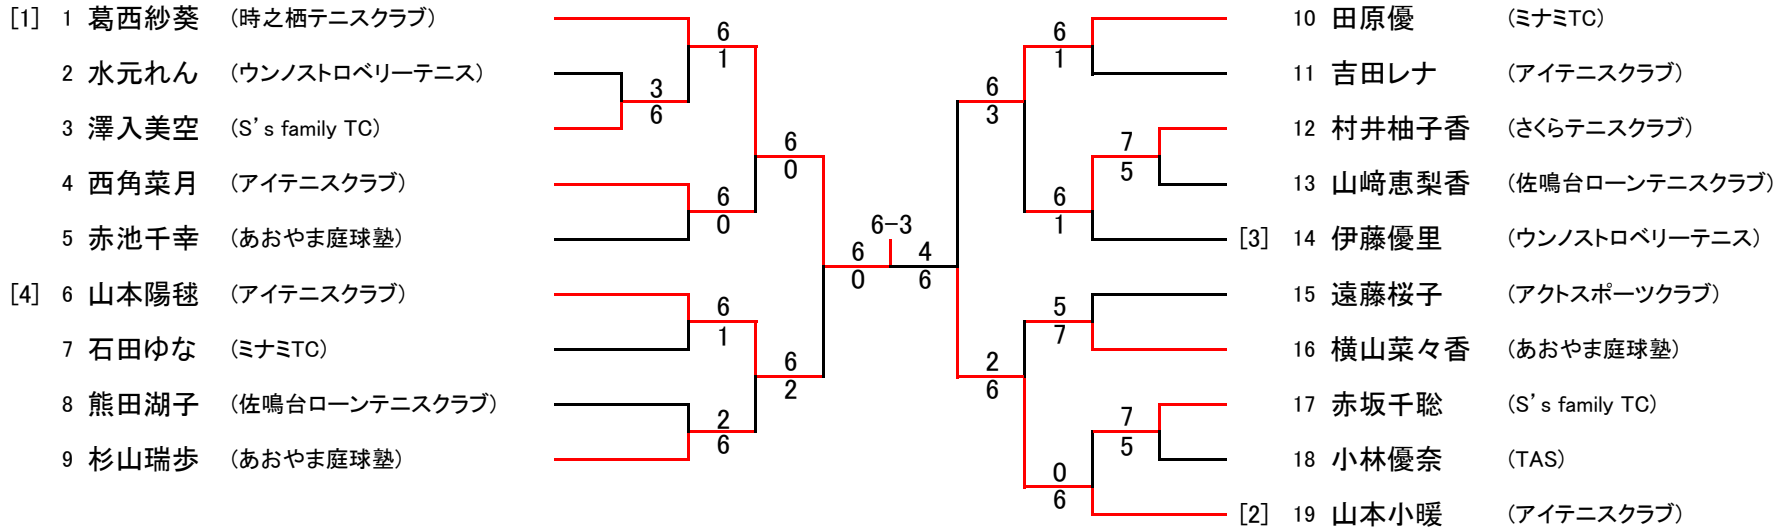 [1] 1 葛西紗葵 (時之栖テニスクラブ)
2 水元れん (ウンノストロベリーテニス)
3 澤入美空 (S's family TC)
4 西角菜月 (アイテニスクラブ)
5 赤池千幸 (あおやま庭球塾)
[4] 6 山本陽毬 (アイテニスクラブ)
7 石田ゆな (ミナミTC)
8 熊田湖子 (佐鳴台ローンテニスクラブ)
9 杉山瑞歩 (あおやま庭球塾)
6
1
3
6
6
0
6
1
2
6
6
0
6
2
6
0
6-3
4
6
6
3
2
6
6
1
6
1
5
7
0
6
7
5
7
5
10 田原優 (ミナミTC)
11 吉田レナ (アイテニスクラブ)
12 村井柚子香 (さくらテニスクラブ)
13 山﨑恵梨香 (佐鳴台ローンテニスクラブ)
[3] 14 伊藤優里 (ウンノストロベリーテニス)
15 遠藤桜子 (アクトスポーツクラブ)
16 横山菜々香 (あおやま庭球塾)
17 赤坂千聡 (S's family TC)
18 小林優奈 (TAS)
[2] 19 山本小暖 (アイテニスクラブ)